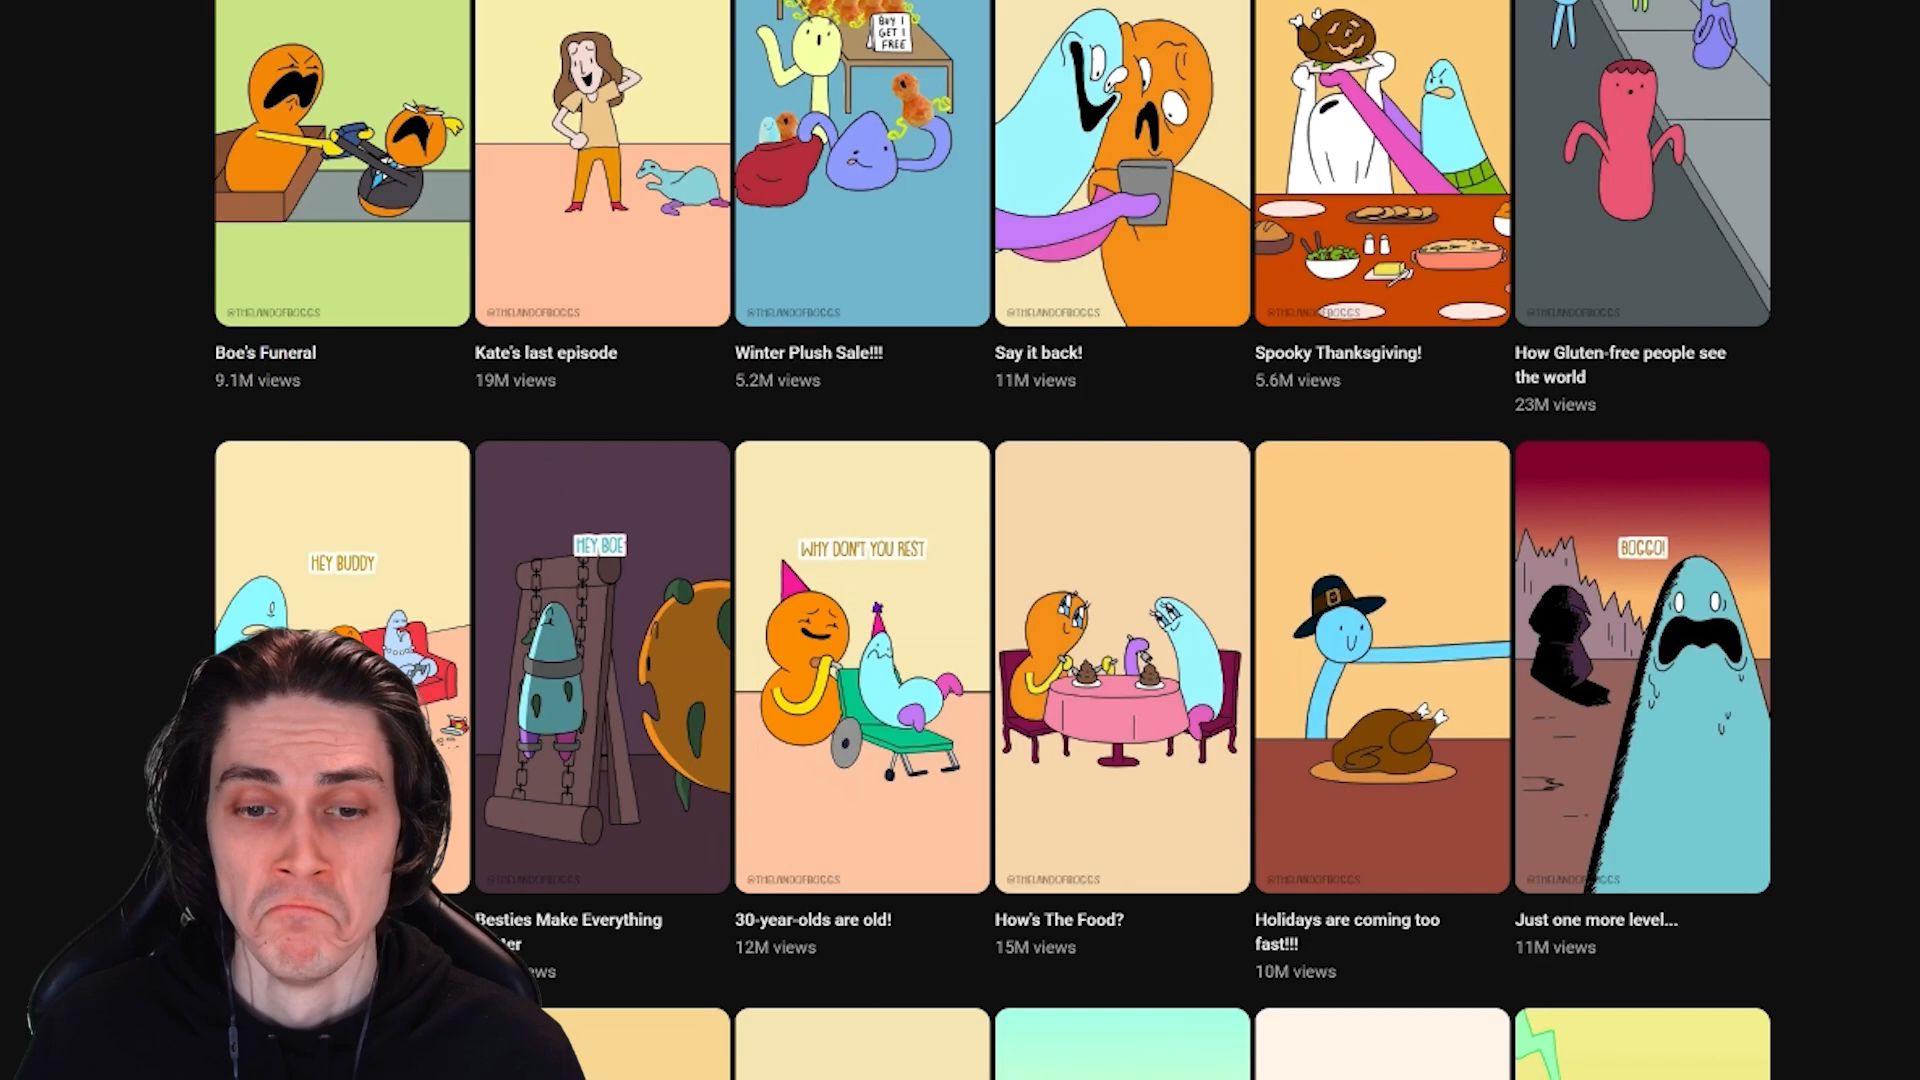 BUY 1
GET 1
FREE
@THELANDOFBOGGS
@THELANDOFBOGGS
@THELANDOFBOGGS
@THELANDOFBOGGS
@THELANDOFBOGGS
@THELANDOFBOGGS
Boe's Funeral
9.1M views
Kate's last episode
19M views
Winter Plush Sale!!!
5.2M views
Say it back!
11M views
Spooky Thanksgiving!
5.6M views
How Gluten-free people see
the world
23M views
HEY BUDDY
HEY BOE
WHY DON'T YOU REST
BOGGO!
@THELANDOFBOGGS
@THELANDOFBOGGS
@THELANDOFBOGGS
@THELANDOFBOGGS
@THELANDOFBOGGS
Besties Make Everything
30-year-olds are old!
12M views
How's The Food?
15M views
Holidays are coming too
fast!!!
10M views
Just one more level...
11M views